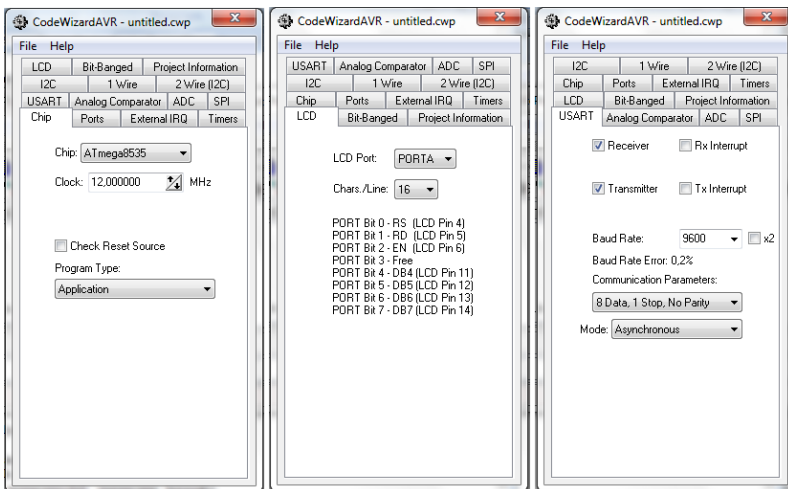 CodeWizardAVR - untitled.cwp
File Help
LCD Bit-Banged Project Information
I2C 1 Wire 2 Wire (I2C)
USART Analog Comparator ADC SPI
Chip Ports External IRQ Timers
Chip: ATmega8535
Clock: 12,000000 MHz
Check Reset Source
Program Type:
Application
CodeWizardAVR - untitled.cwp
File Help
USART Analog Comparator ADC SPI
I2C 1 Wire 2 Wire (I2C)
Chip Ports External IRQ Timers
LCD Bit-Banged Project Information
LCD Port: PORTA
Chars./Line: 16
PORT Bit 0 - RS (LCD Pin 4)
PORT Bit 1 - RD (LCD Pin 5)
PORT Bit 2 - EN (LCD Pin 6)
PORT Bit 3 - Free
PORT Bit 4 - DB4 (LCD Pin 11)
PORT Bit 5 - DB5 (LCD Pin 12)
PORT Bit 6 - DB6 (LCD Pin 13)
PORT Bit 7 - DB7 (LCD Pin 14)
CodeWizardAVR - untitled.cwp
File Help
I2C 1 Wire 2 Wire (I2C)
Chip Ports External IRQ Timers
LCD Bit-Banged Project Information
USART Analog Comparator ADC SPI
Receiver Rx Interrupt
Transmitter Tx Interrupt
Baud Rate: 9600 x2
Baud Rate Error: 0,2%
Communication Parameters:
8 Data, 1 Stop, No Parity
Mode: Asynchronous